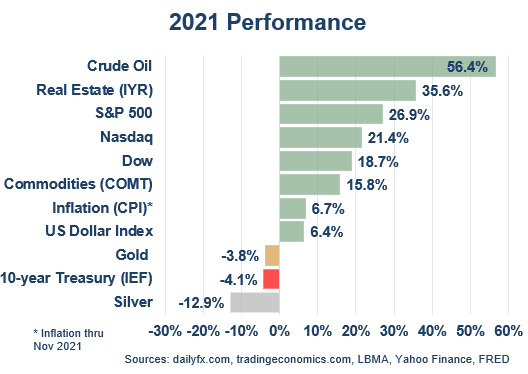 2021 Performance
Crude Oil 56.4%
Real Estate (IYR) 35.6%
S&P 500 26.9%
Nasdaq 21.4%
Dow 18.7%
Commodities (COMT) 15.8%
Inflation (CPI)* 6.7%
US Dollar Index 6.4%
Gold -3.8%
10-year Treasury (IEF) -4.1%
Silver -12.9%
-30% -20% -10% 0% 10% 20% 30% 40% 50% 60%
* Inflation thru
Nov 2021
Sources: dailyfx.com, tradingeconomics.com, LBMA, Yahoo Finance, FRED